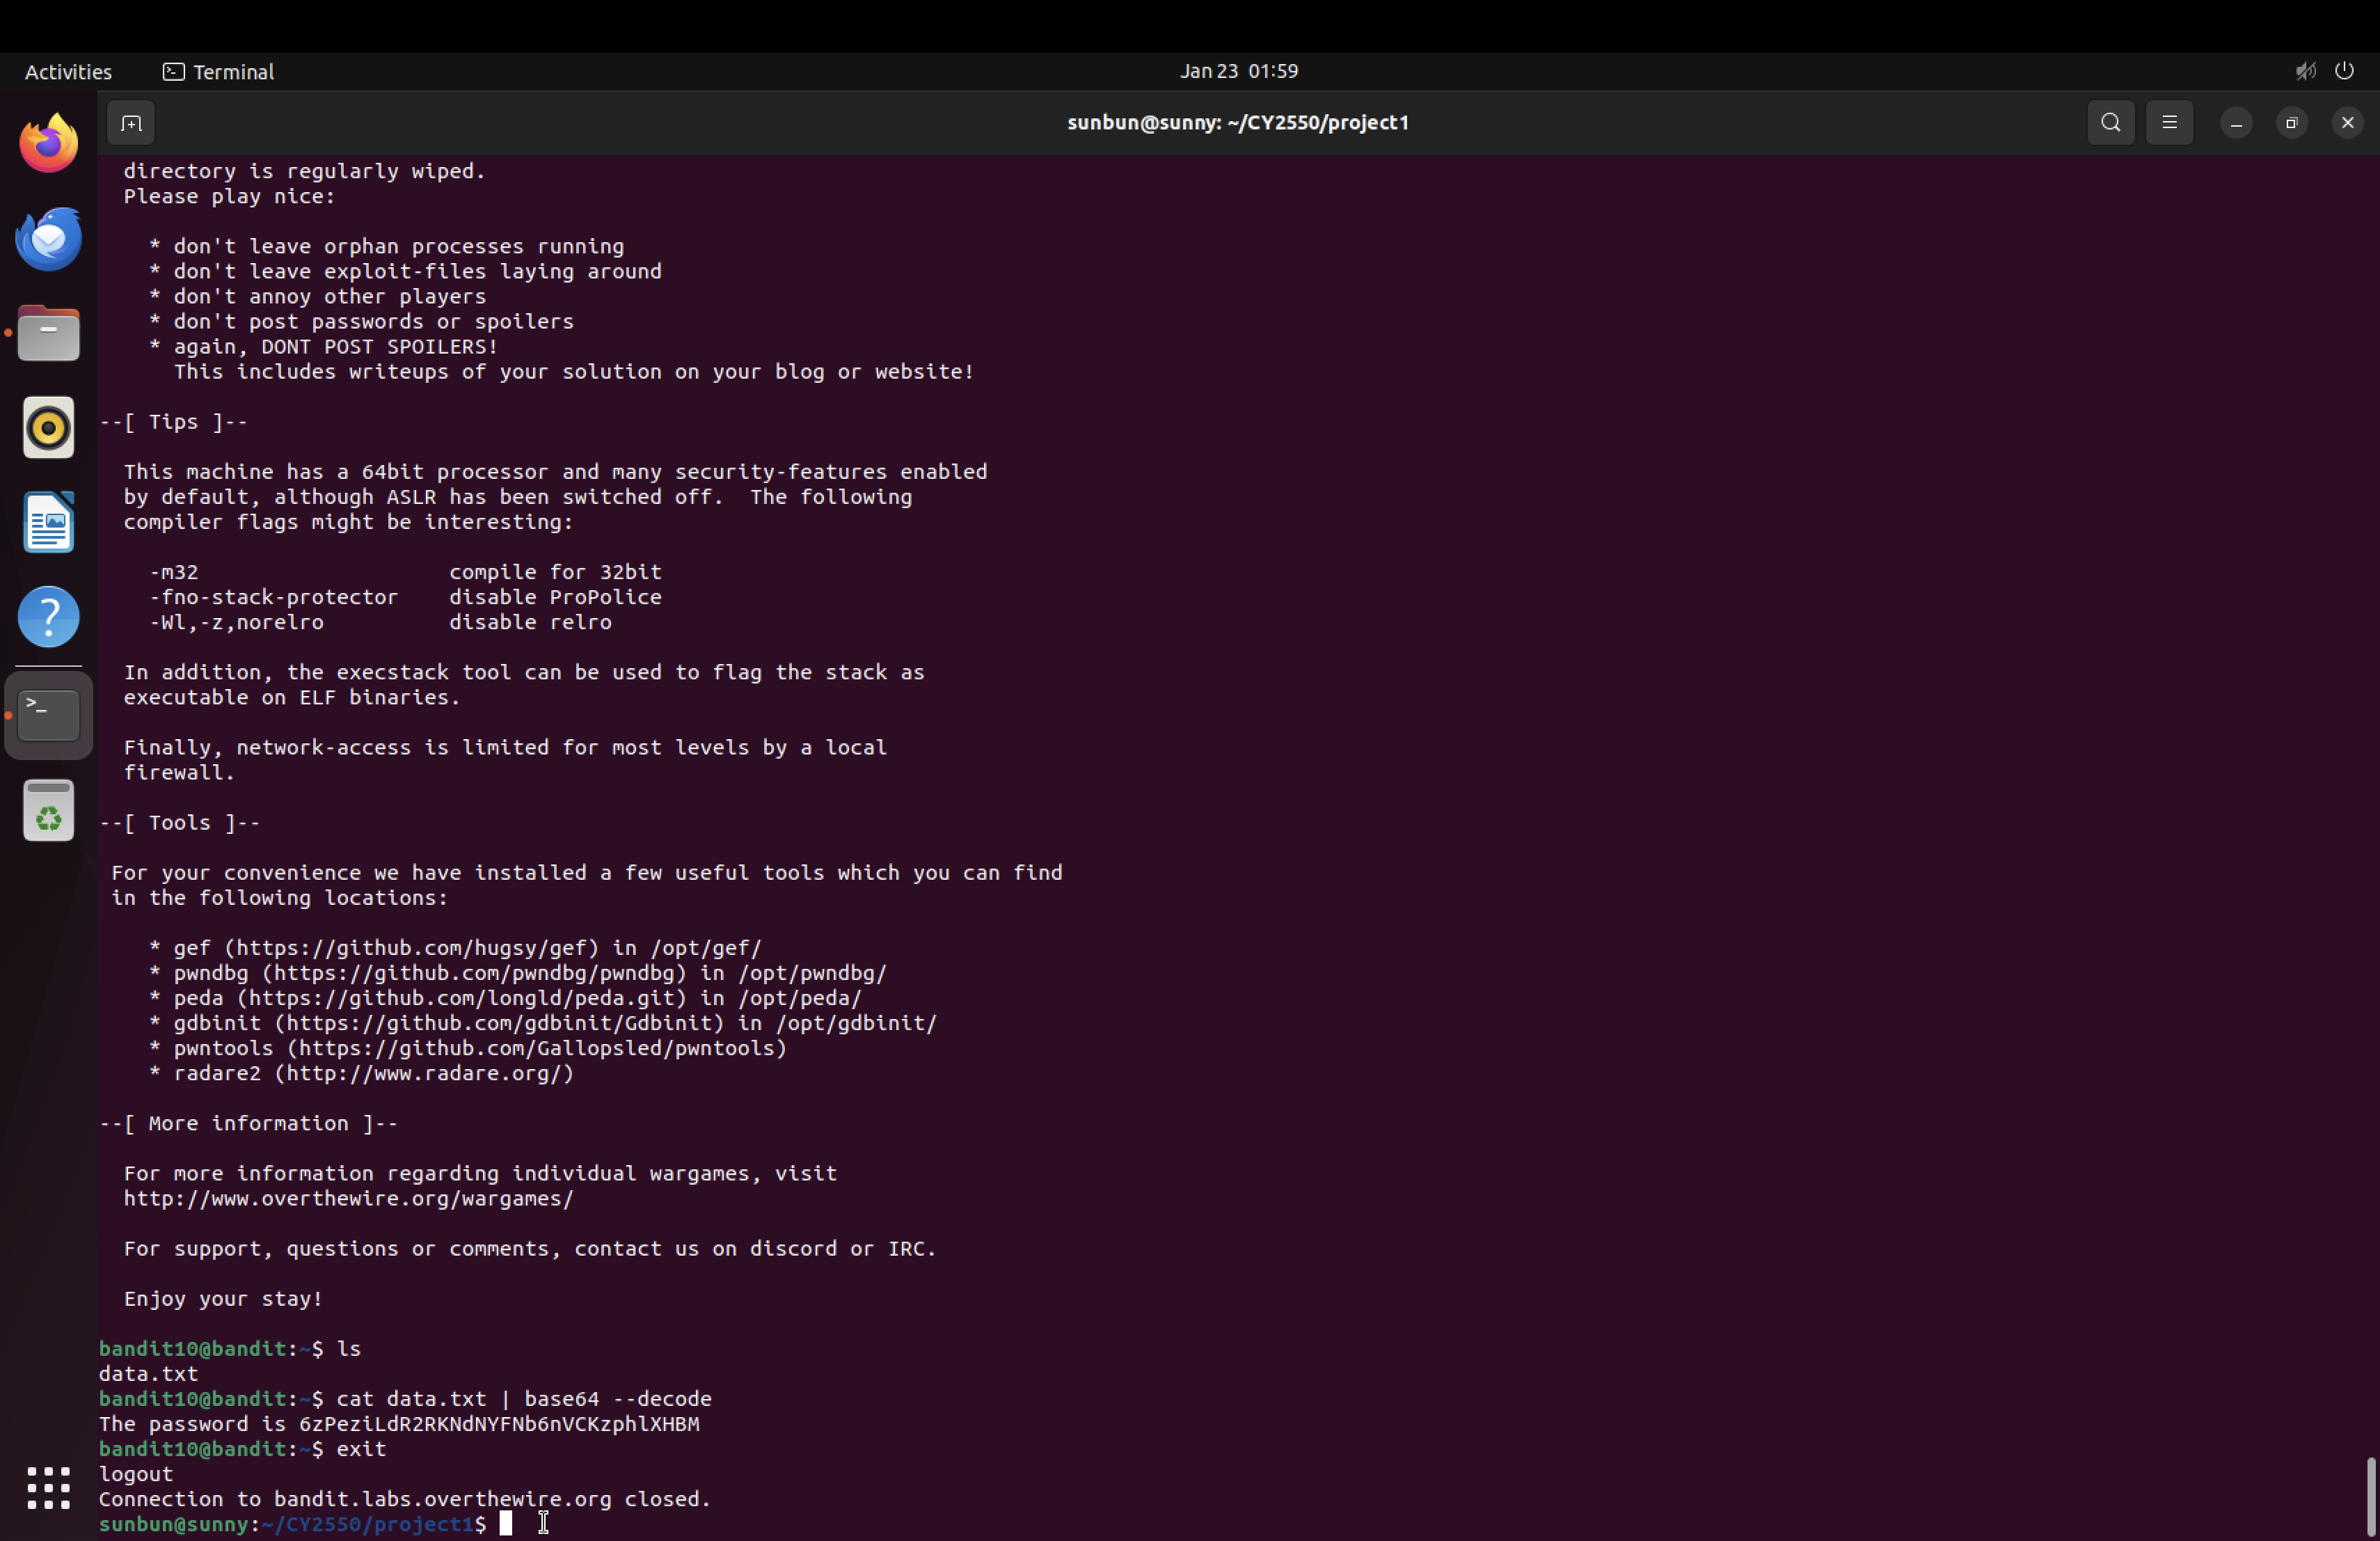 Activities
Terminal
Jan 23 01:59
sunbun@sunny: ~/CY2550/project1
directory is regularly wiped.
Please play nice:
* don't leave orphan processes running
* don't leave exploit-files laying around
* don't annoy other players
* don't post passwords or spoilers
* again, DONT POST SPOILERS!
This includes writeups of your solution on your blog or website!
--[ Tips ]--
This machine has a 64bit processor and many security-features enabled
by default, although ASLR has been switched off.  The following
compiler flags might be interesting:
-m32                    compile for 32bit
-fno-stack-protector    disable ProPolice
-Wl,-z,norelro          disable relro
In addition, the execstack tool can be used to flag the stack as
executable on ELF binaries.
Finally, network-access is limited for most levels by a local
firewall.
--[ Tools ]--
For your convenience we have installed a few useful tools which you can find
in the following locations:
* gef (https://github.com/hugsy/gef) in /opt/gef/
* pwndbg (https://github.com/pwndbg/pwndbg) in /opt/pwndbg/
* peda (https://github.com/longld/peda.git) in /opt/peda/
* gdbinit (https://github.com/gdbinit/Gdbinit) in /opt/gdbinit/
* pwntools (https://github.com/Gallopsled/pwntools)
* radare2 (http://www.radare.org/)
--[ More information ]--
For more information regarding individual wargames, visit
http://www.overthewire.org/wargames/
For support, questions or comments, contact us on discord or IRC.
Enjoy your stay!
bandit10@bandit:~$ ls
data.txt
bandit10@bandit:~$ cat data.txt | base64 --decode
The password is 6zPeziLdR2RKNdNYFNb6nVCKzphlXHBM
bandit10@bandit:~$ exit
logout
Connection to bandit.labs.overthewire.org closed.
sunbun@sunny:~/CY2550/project1$